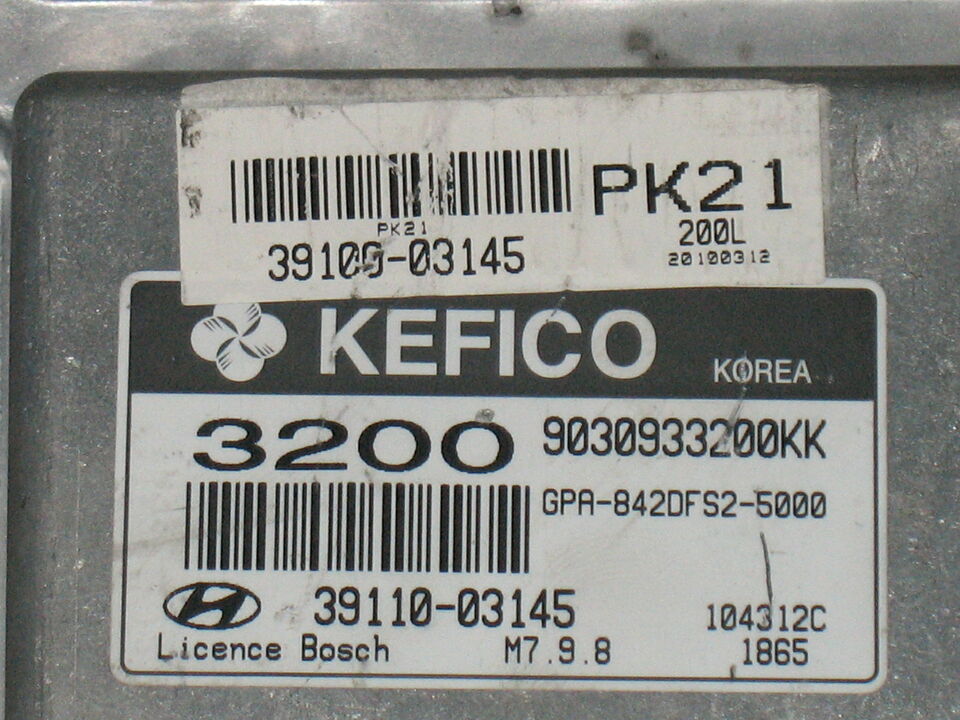 PK21
PK21
200L
39100-03145
20100312
KEFICO
KOREA
3200
9030933200KK
GPA-842DFS2-5000
39110-03145
104312C
Licence Bosch
M7.9.8
1865